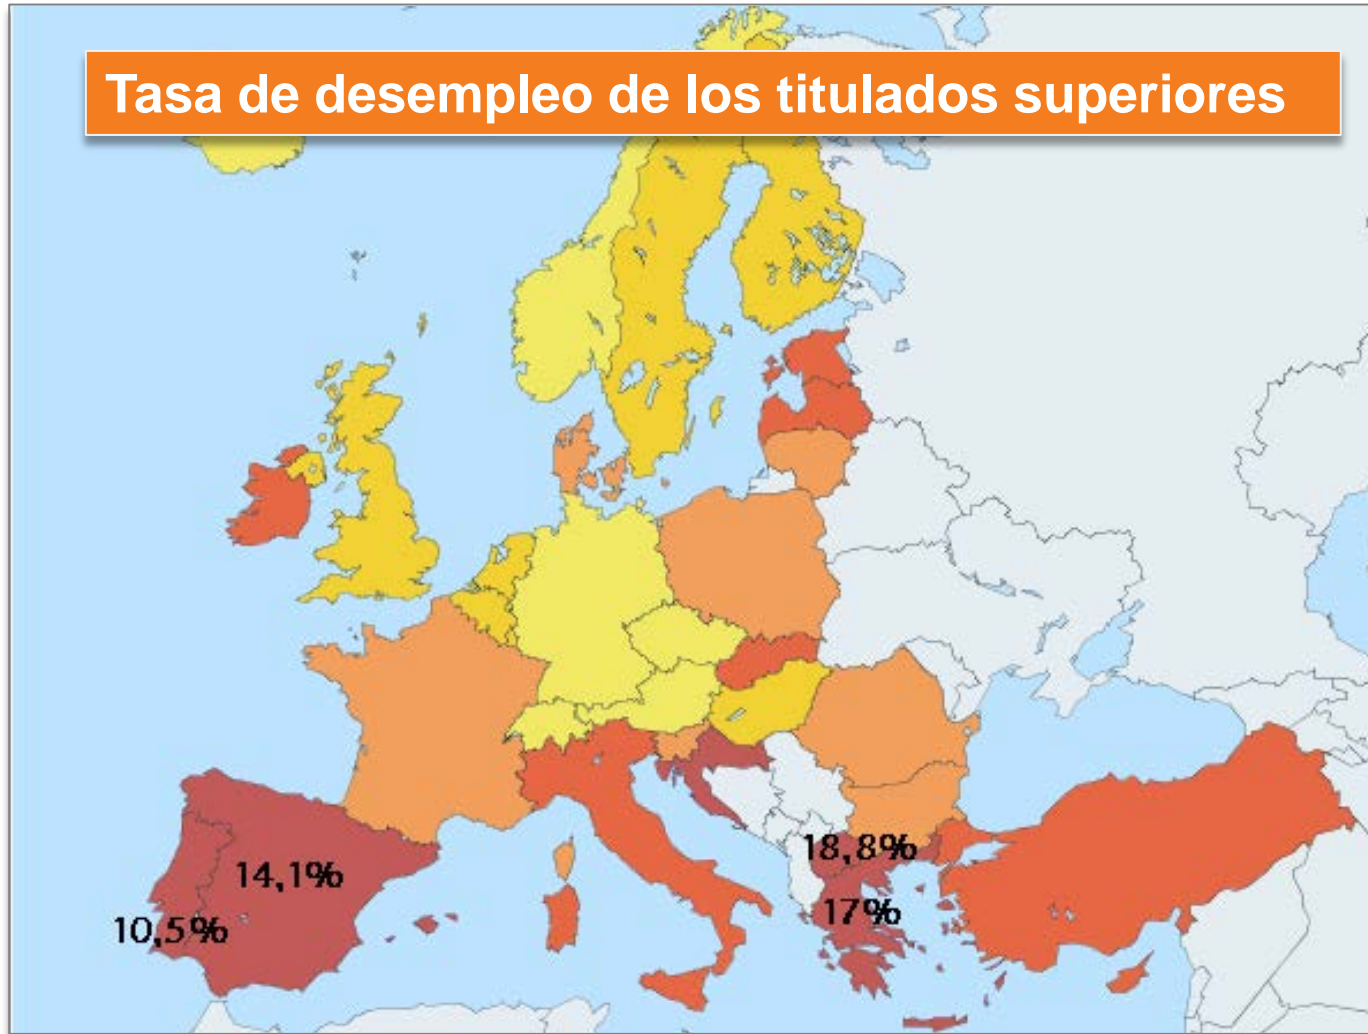 Tasa de desempleo de los titulados superiores
18,8%
14,1%
17%
10,5%